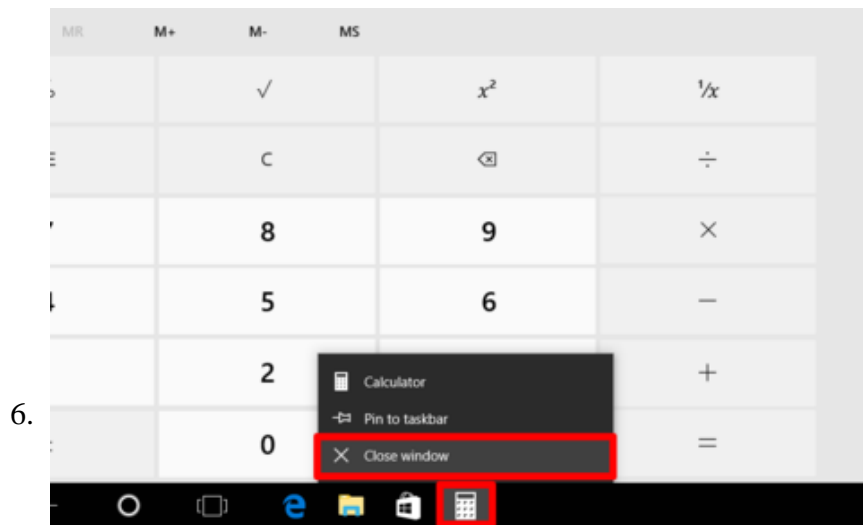 MR M+ M- MS
√ x² ¹/x
C ÷
8 9 ×
5 6 −
2 +
Calculator
6. Pin to taskbar
0 =
Close window